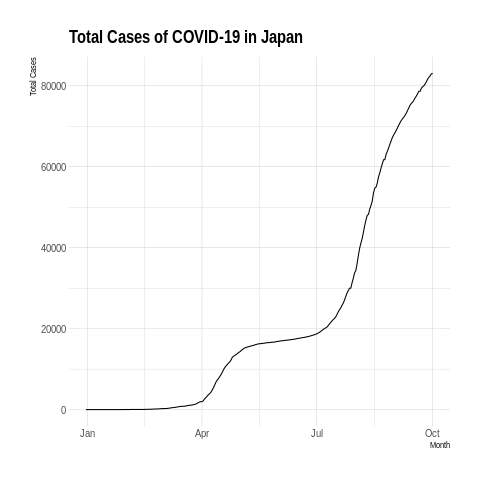 Total Cases of COVID-19 in Japan
Total Cases
80000
60000
40000
20000
0
Jan Apr Jul Oct
Month